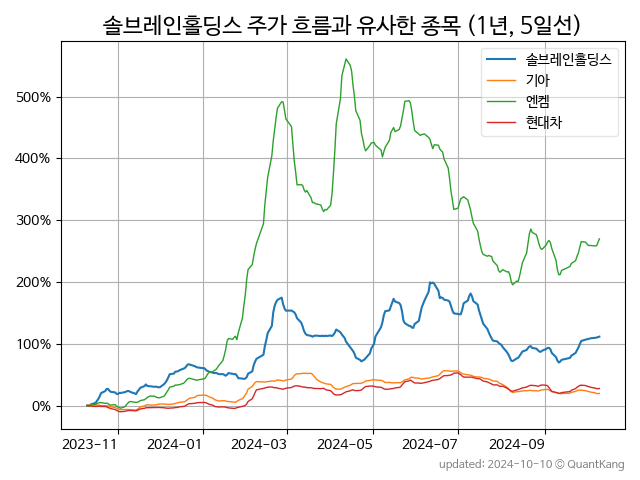 솔브레인홀딩스 주가 흐름과 유사한 종목 (1년, 5일선)
솔브레인홀딩스
기아
엔켐
현대차
500%
400%
300%
200%
100%
0%
2023-11 2024-01 2024-03 2024-05 2024-07 2024-09
updated: 2024-10-10 © QuantKang